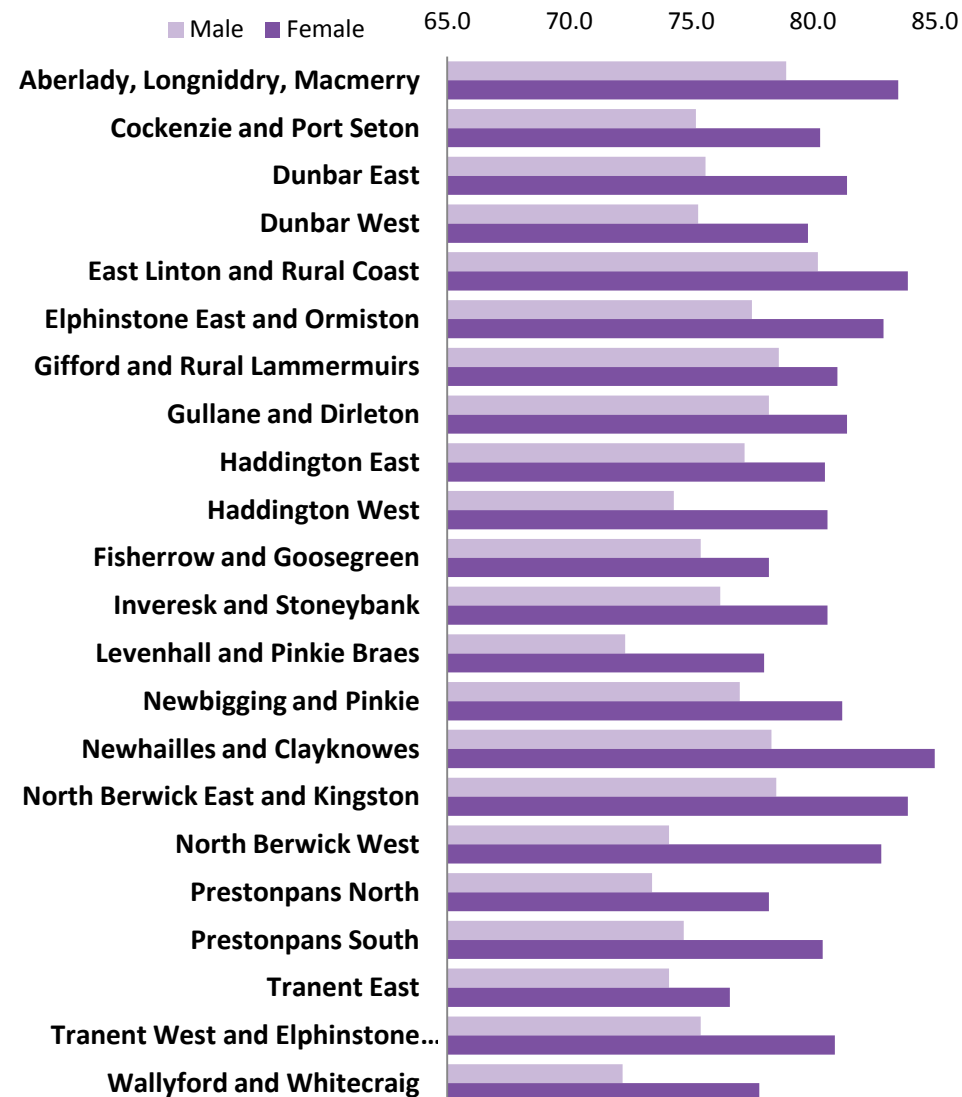 Male Female 65.0 70.0 75.0 80.0 85.0
Aberlady, Longniddry, Macmerry
Cockenzie and Port Seton
Dunbar East
Dunbar West
East Linton and Rural Coast
Elphinstone East and Ormiston
Gifford and Rural Lammermuirs
Gullane and Dirleton
Haddington East
Haddington West
Fisherrow and Goosegreen
Inveresk and Stoneybank
Levenhall and Pinkie Braes
Newbigging and Pinkie
Newhailles and Clayknowes
North Berwick East and Kingston
North Berwick West
Prestonpans North
Prestonpans South
Tranent East
Tranent West and Elphinstone...
Wallyford and Whitecraig